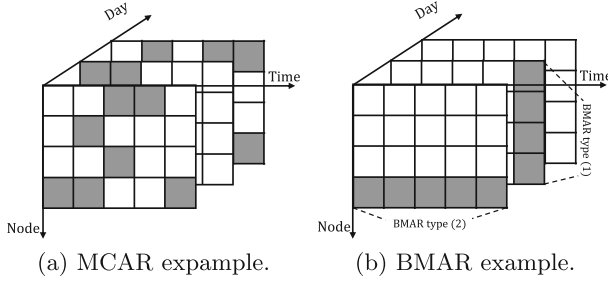 Day
Time
Node
(a) MCAR expample.
Day
Time
BMAR type (1)
BMAR type (2)
Node
(b) BMAR example.